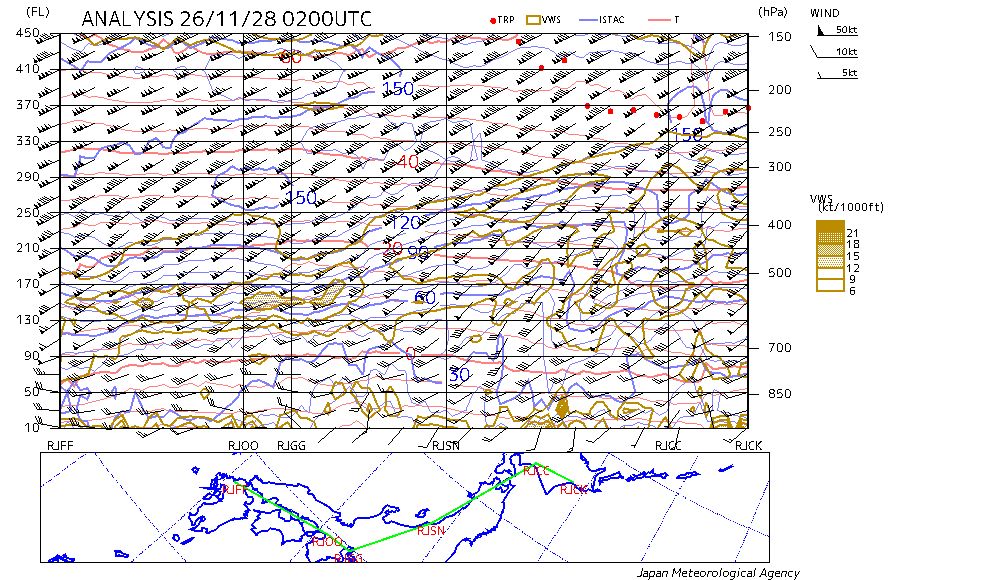 (FL) ANALYSIS 26/11/28 0200UTC TRP VWS ISTAC T (hPa) WIND
450 150 50kt
410 10kt
5kt
370 200
330 250
290 300
250 400
210 500
170
130
90 700
50 850
10
60
150
150
40
150
120
20 90
60
0
30
VWS
(kt/1000ft)
21
18
15
12
9
6
RJFF RJOO RJGG RJSN RJCC RJCK
RJCC
RJFF RJCK
RJSN
RJOO
RJGG
Japan Meteorological Agency